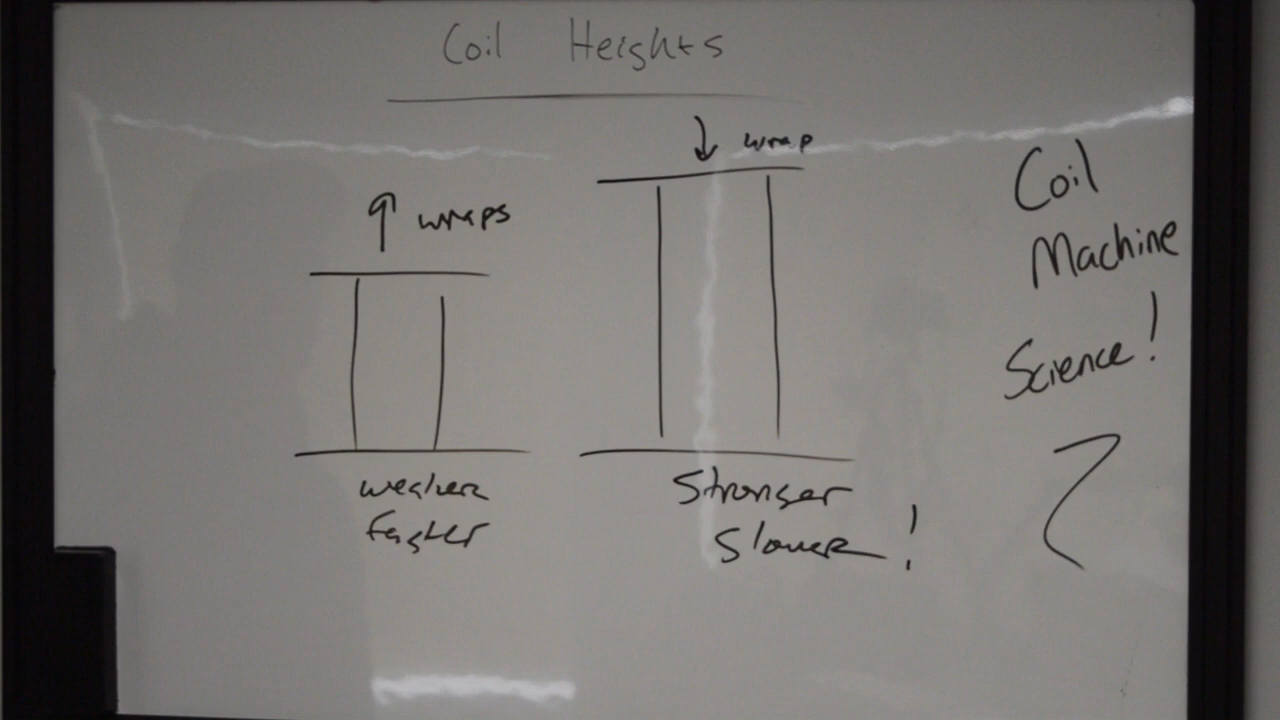 Coil Heights
↓ wrap
↑ wraps
weaker
faster
Stronger
Slower!
Coil
Machine
Science!